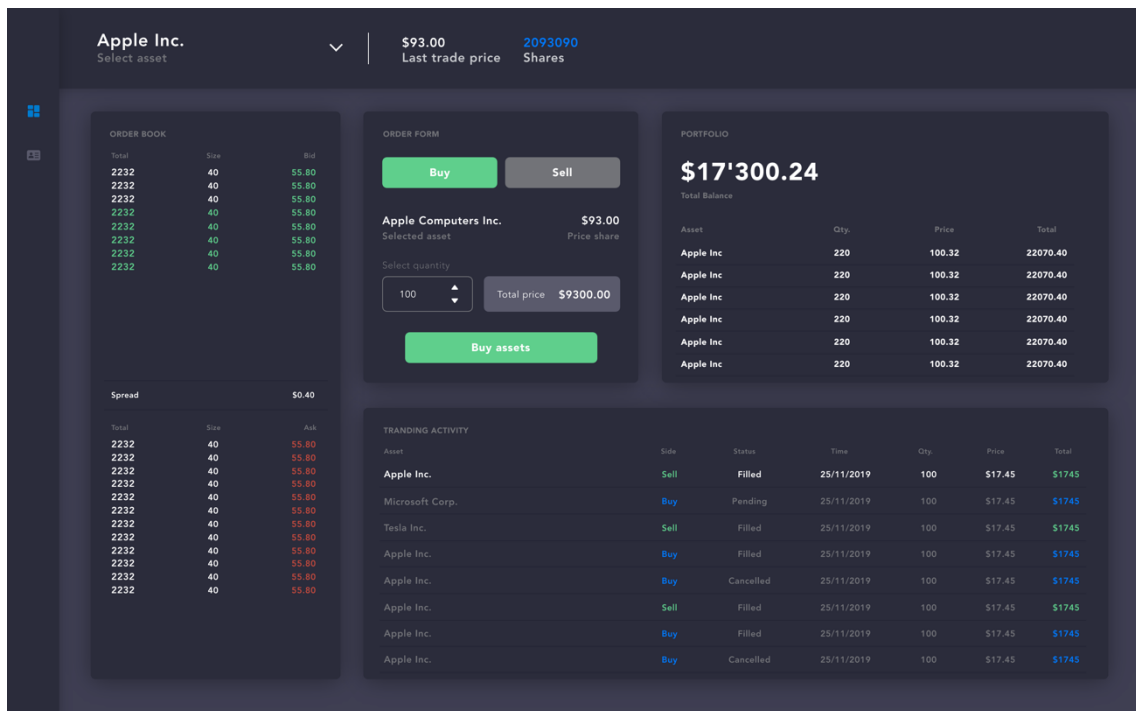 Apple Inc.
Select asset
$93.00
Last trade price
2093090
Shares
ORDER BOOK
Total Size Bid
2232 40 55.80
2232 40 55.80
2232 40 55.80
2232 40 55.80
2232 40 55.80
2232 40 55.80
2232 40 55.80
2232 40 55.80
Spread $0.40
Total Size Ask
2232 40 55.80
2232 40 55.80
2232 40 55.80
2232 40 55.80
2232 40 55.80
2232 40 55.80
2232 40 55.80
2232 40 55.80
2232 40 55.80
2232 40 55.80
2232 40 55.80
2232 40 55.80
ORDER FORM
Buy Sell
Apple Computers Inc. $93.00
Selected asset Price share
Select quantity
100 Total price $9300.00
Buy assets
PORTFOLIO
$17'300.24
Total Balance
Asset Qty. Price Total
Apple Inc 220 100.32 22070.40
Apple Inc 220 100.32 22070.40
Apple Inc 220 100.32 22070.40
Apple Inc 220 100.32 22070.40
Apple Inc 220 100.32 22070.40
Apple Inc 220 100.32 22070.40
TRANDING ACTIVITY
Asset Side Status Time Qty. Price Total
Apple Inc. Sell Filled 25/11/2019 100 $17.45 $1745
Microsoft Corp. Buy Pending 25/11/2019 100 $17.45 $1745
Tesla Inc. Sell Filled 25/11/2019 100 $17.45 $1745
Apple Inc. Buy Filled 25/11/2019 100 $17.45 $1745
Apple Inc. Buy Cancelled 25/11/2019 100 $17.45 $1745
Apple Inc. Sell Filled 25/11/2019 100 $17.45 $1745
Apple Inc. Buy Filled 25/11/2019 100 $17.45 $1745
Apple Inc. Buy Cancelled 25/11/2019 100 $17.45 $1745